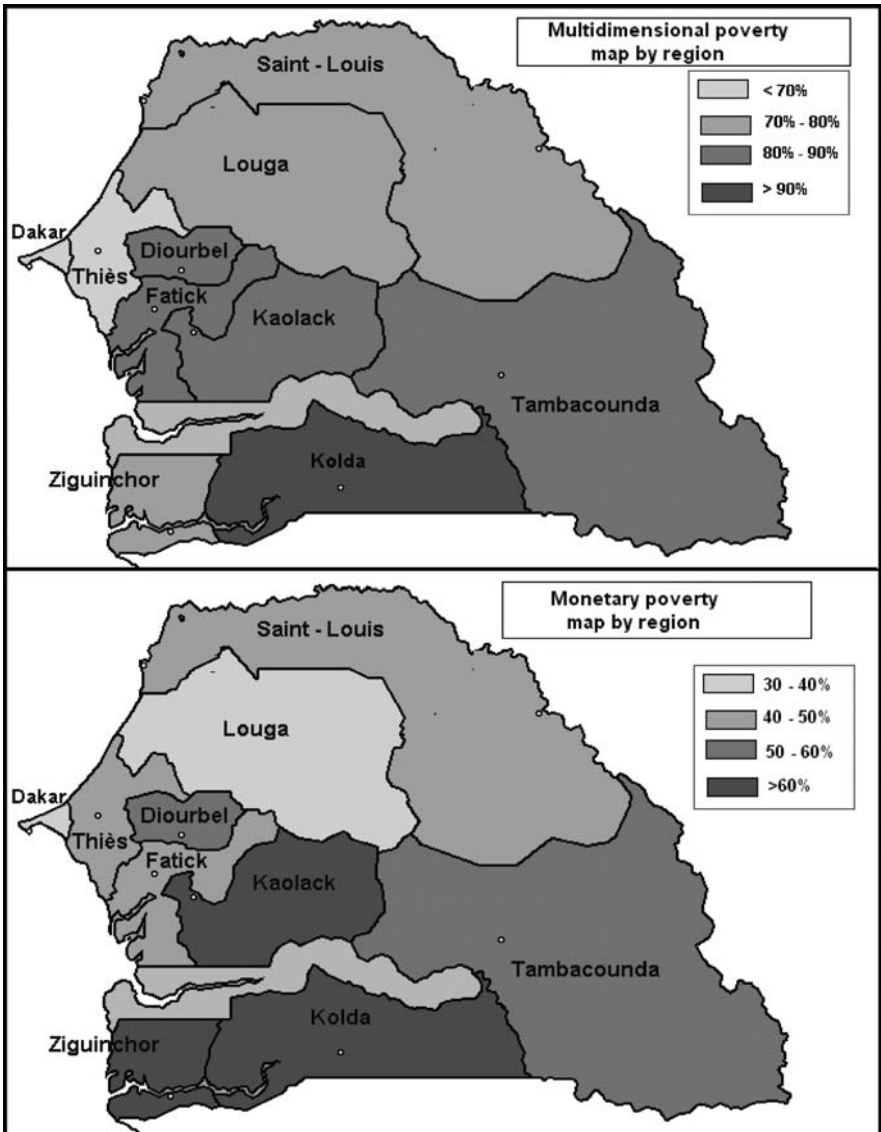 Multidimensional poverty
map by region
< 70%
70% - 80%
80% - 90%
> 90%
Saint - Louis
Louga
Dakar
Diourbel
Thiès
Fatick
Kaolack
Tambacounda
Kolda
Ziguinchor
Monetary poverty
map by region
30 - 40%
40 - 50%
50 - 60%
>60%
Saint - Louis
Louga
Dakar
Diourbel
Thiès
Fatick
Kaolack
Tambacounda
Kolda
Ziguinchor